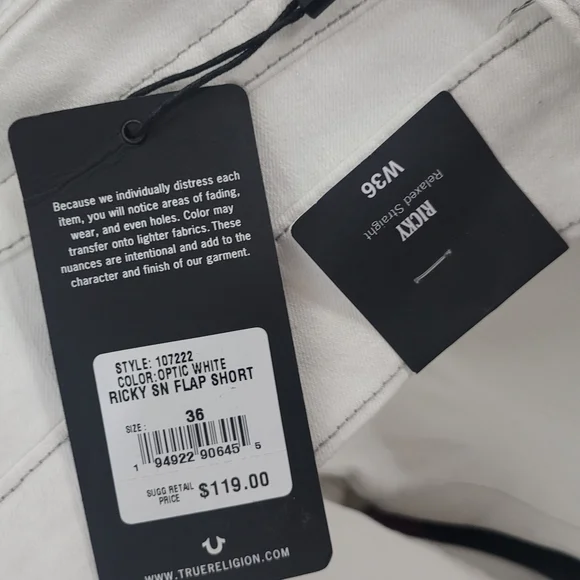 Because we individually distress each
item, you will notice areas of fading,
wear, and even holes. Color may
transfer onto lighter fabrics. These
nuances are intentional and add to the
character and finish of our garment.
STYLE: 107222
COLOR: OPTIC WHITE
RICKY SN FLAP SHORT
SIZE: 36
1 94922 90645 5
SUGG RETAIL
PRICE $119.00
WWW.TRUERELIGION.COM
RICKY
Relaxed Straight
W36